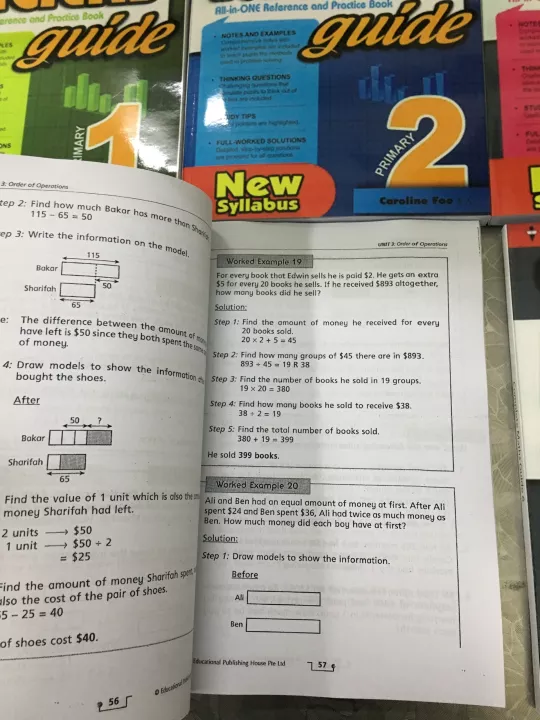 guide
1
PRIMARY
All-in-ONE Reference and Practice Book
guide
• NOTES AND EXAMPLES
• THINKING QUESTIONS
• FULL-WORKED SOLUTIONS
PRIMARY
2
New
Syllabus
Caroline Foo
3: Order of Operations
Step 2: Find how much Bakar has more than
115 – 65 = 50
3: Write the information on the model.
115
Bakar
50
Sharifah
65
The difference between the amount of
have left is $50 since they both spent the
of money.
4: Draw models to show the information
bought the shoes.
After
50 ?
Bakar
Sharifah
65
Find the value of 1 unit which is also the
money Sharifah had left.
2 units → $50
1 unit → $50 ÷ 2
= $25
Find the amount of money Sharifah
also the cost of the pair of shoes.
– 25 = 40
of shoes cost $40.
56
UNIT 3: Order of Operations
Worked Example 19
For every book that Edwin sells he is paid $2. He gets an extra
$5 for every 20 books he sells. If he received $893 altogether,
how many books did he sell?
Solution:
Step 1: Find the amount of money he received for every
20 books sold.
20 × 2 + 5 = 45
Step 2: Find how many groups of $45 there are in $893.
893 ÷ 45 = 19 R 38
Step 3: Find the number of books he sold in 19 groups.
19 × 20 = 380
Step 4: Find how many books he sold to receive $38.
38 ÷ 2 = 19
Step 5: Find the total number of books sold.
380 + 19 = 399
He sold 399 books.
Worked Example 20
Ali and Ben had an equal amount of money at first. After Ali
spent $24 and Ben spent $36, Ali had twice as much money as
Ben. How much money did each boy have at first?
Solution:
Step 1: Draw models to show the information.
Before
Ali
Ben
Educational Publishing House Pte Ltd
57